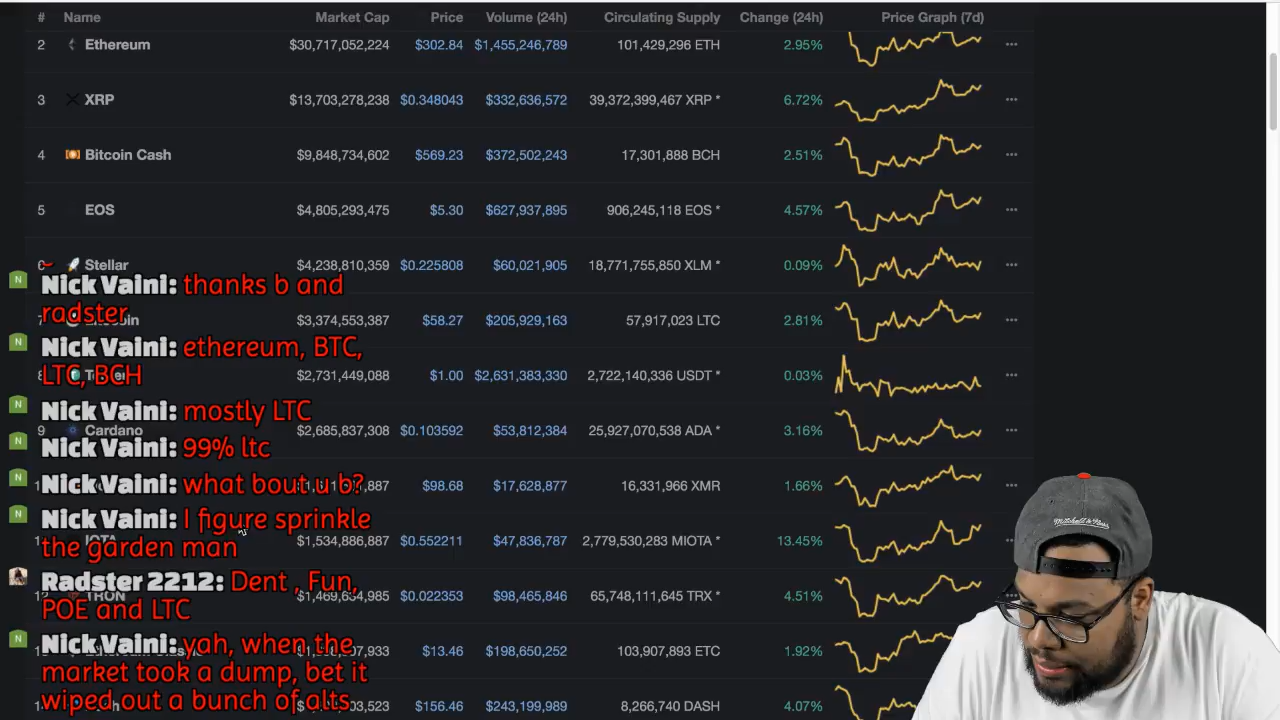 # Name Market Cap Price Volume (24h) Circulating Supply Change (24h) Price Graph (7d)
2 Ethereum $30,717,052,224 $302.84 $1,455,246,789 101,429,296 ETH 2.95%
3 XRP $13,703,278,238 $0.348043 $332,636,572 39,372,399,467 XRP * 6.72%
4 Bitcoin Cash $9,848,734,602 $569.23 $372,502,243 17,301,888 BCH 2.51%
5 EOS $4,805,293,475 $5.30 $627,937,895 906,245,118 EOS * 4.57%
Stellar $4,238,810,359 $0.225808 $60,021,905 18,771,755,850 XLM * 0.09%
N Nick Vaini: thanks b and
radster
$3,374,553,387 $58.27 $205,929,163 57,917,023 LTC 2.81%
N Nick Vaini: ethereum, BTC,
LTC, BCH
$2,731,449,088 $1.00 $2,631,383,330 2,722,140,336 USDT * 0.03%
N Nick Vaini: mostly LTC
9 Cardano $2,685,837,308 $0.103592 $53,812,384 25,927,070,538 ADA * 3.16%
N Nick Vaini: 99% ltc
N Nick Vaini: what bout u b?
$98.68 $17,628,877 16,331,966 XMR 1.66%
N Nick Vaini: I figure sprinkle
the garden man
IOTA $1,534,886,887 $0.552211 $47,836,787 2,779,530,283 MIOTA * 13.45%
Radster 2212: Dent , Fun,
POE and LTC
TRON $0.022353 $98,465,846 65,748,111,645 TRX * 4.51%
N Nick Vaini: yah, when the
market took a dump, bet it
wiped out a bunch of alts
$13.46 $198,650,252 103,907,893 ETC 1.92%
$156.46 $243,199,989 8,266,740 DASH 4.07%
Mitchell & Ness